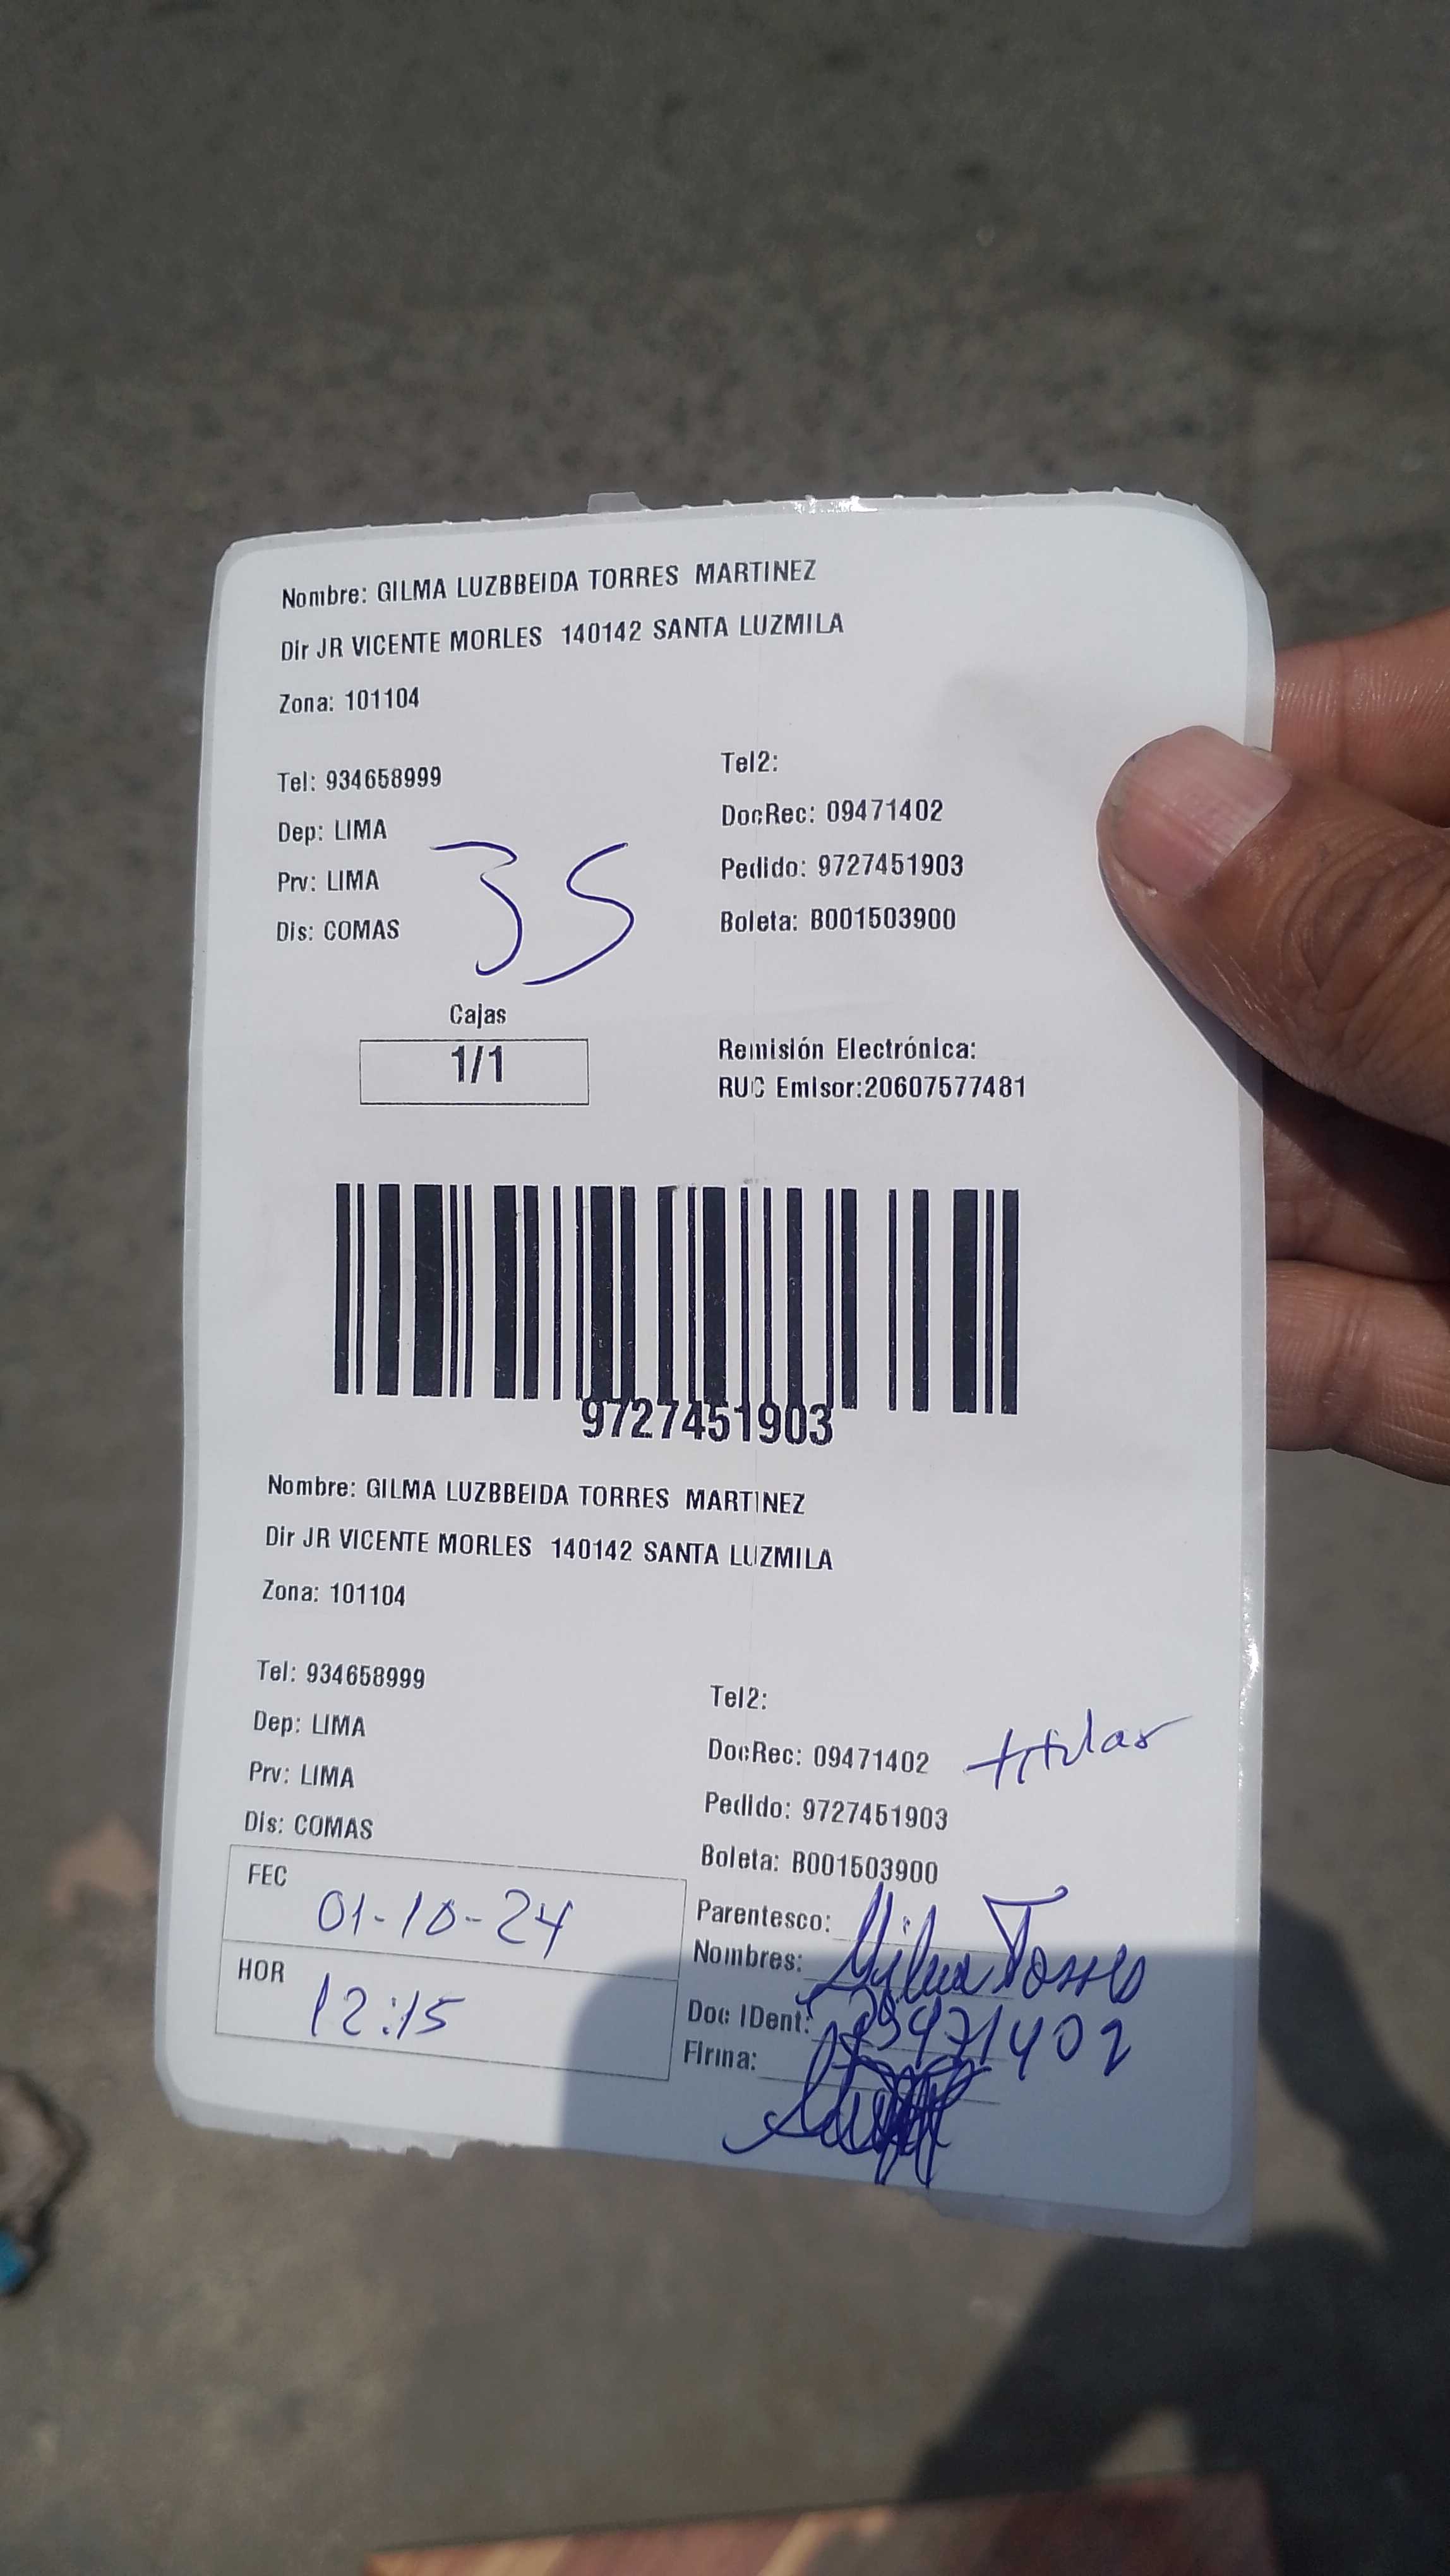 Nombre: GILMA LUZBBEIDA TORRES MARTINEZ
Dir JR VICENTE MORLES 140142 SANTA LUZMILA
Zona: 101104
Tel: 934658999
Tel2:
Dep: LIMA
DocRec: 09471402
Prv: LIMA
Pedido: 9727451903
Dis: COMAS
Boleta: B001503900
35
Cajas
1/1
Remisión Electrónica:
RUC Emisor:20607577481
9727451903
Nombre: GILMA LUZBBEIDA TORRES MARTINEZ
Dir JR VICENTE MORLES 140142 SANTA LUZMILA
Zona: 101104
Tel: 934658999
Tel2:
Dep: LIMA
DocRec: 09471402 titular
Prv: LIMA
Pedido: 9727451903
Dis: COMAS
Boleta: B001503900
FEC 01-10-24
Parentesco:
Nombres: Gilma Torres
HOR 12:15
Doc IDent: 09471402
Firma: